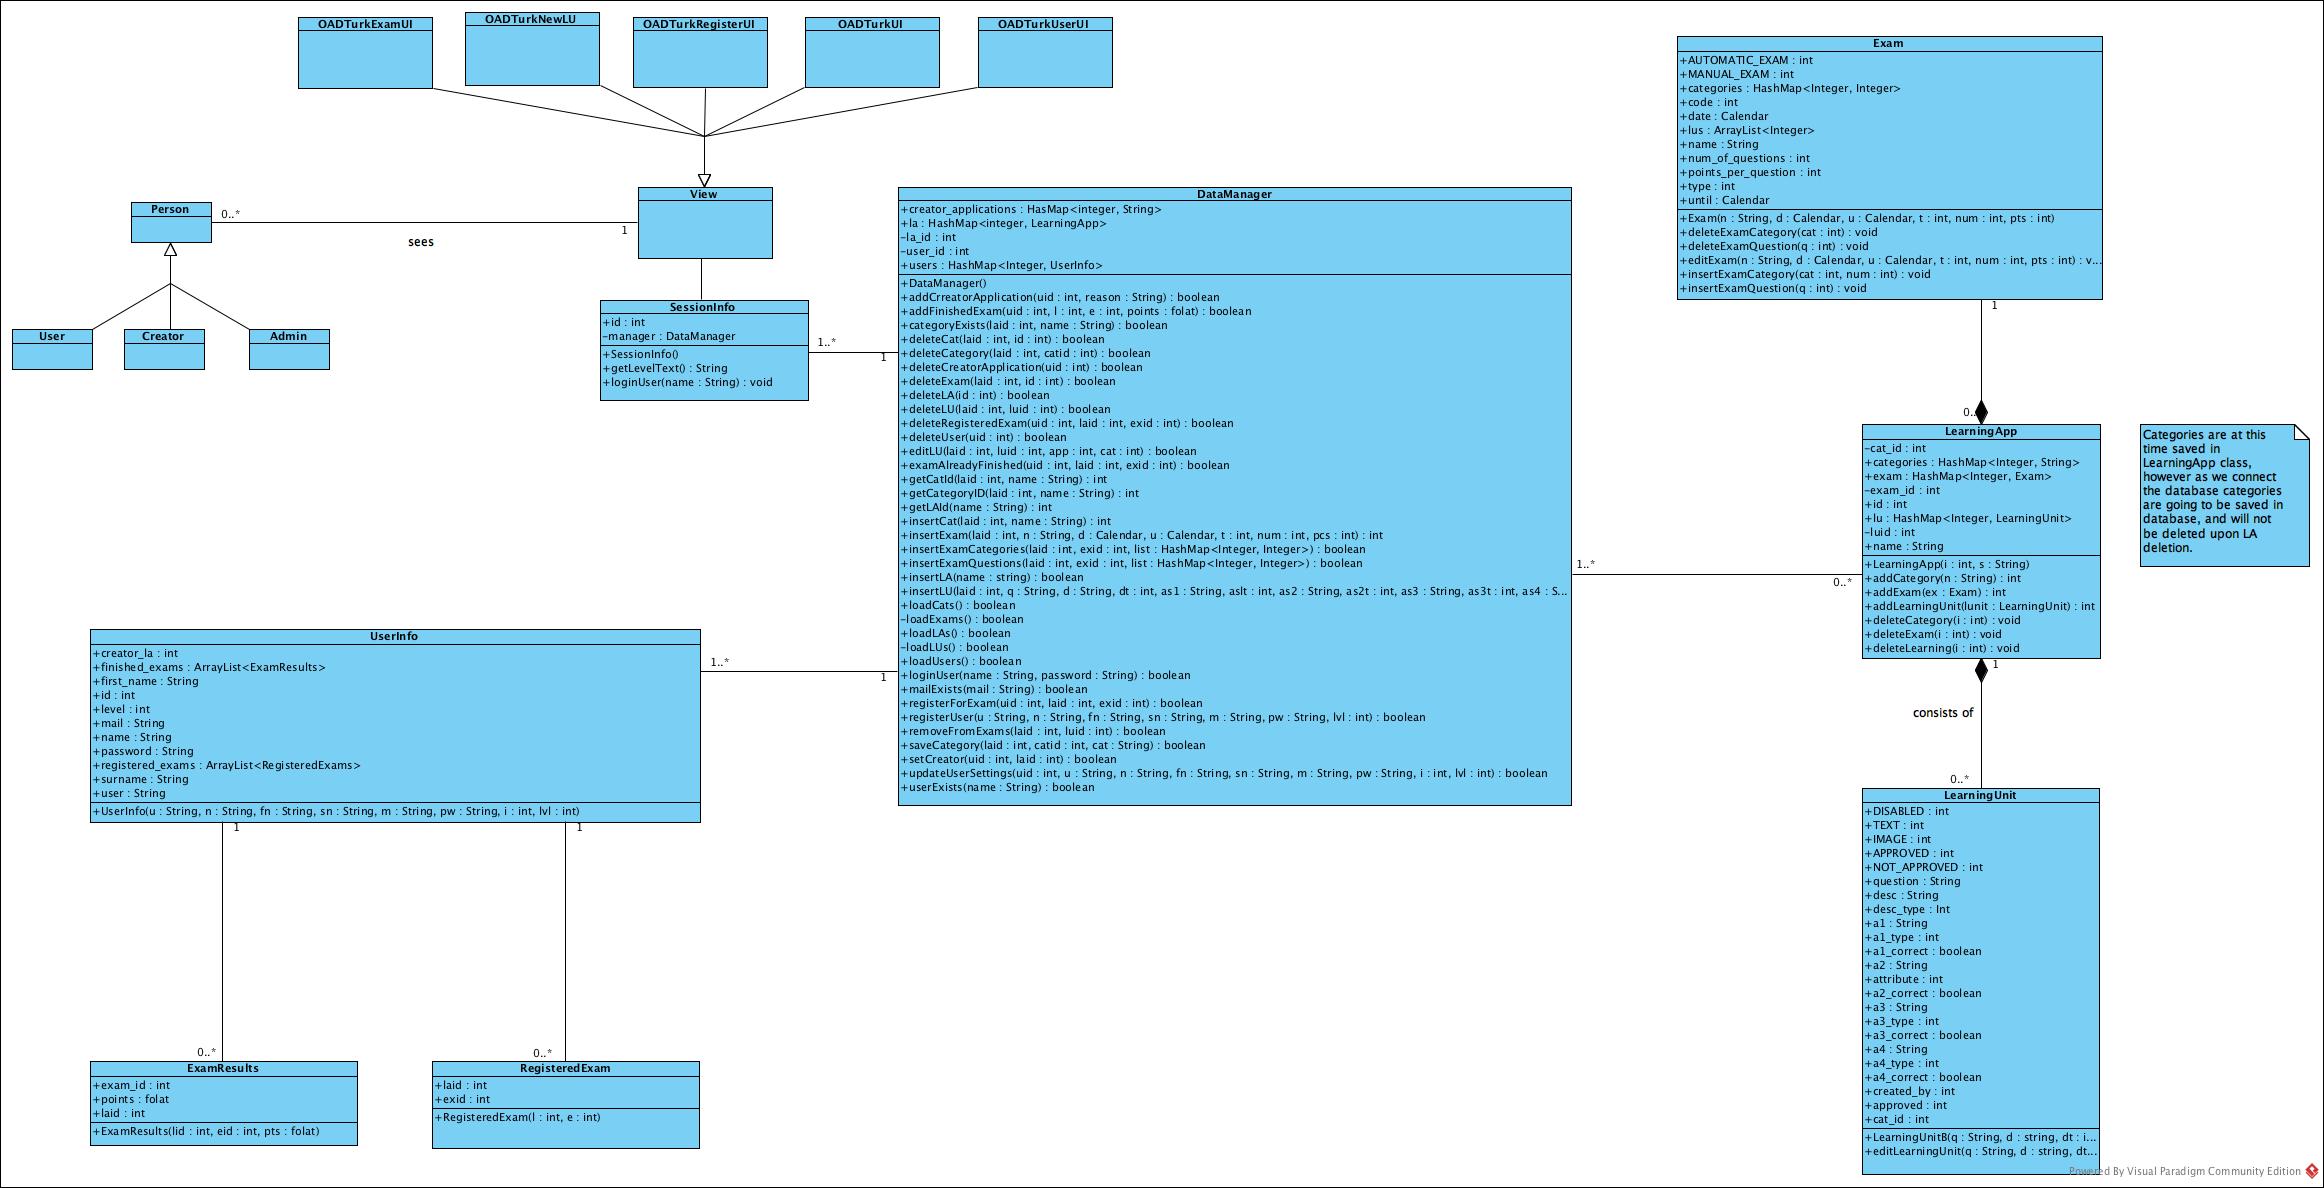 OADTurkExamUI
OADTurkNewLU
OADTurkRegisterUI
OADTurkUI
OADTurkUserUI
View
Person
0..*
1
sees
User
Creator
Admin
SessionInfo
+id : int
-manager : DataManager
+SessionInfo()
+getLevelText() : String
+loginUser(name : String) : void
1..*
1
DataManager
+creator_applications : HasMap<integer, String>
+la : HashMap<integer, LearningApp>
-la_id : int
-user_id : int
+users : HashMap<Integer, UserInfo>
+DataManager()
+addCrreatorApplication(uid : int, reason : String) : boolean
+addFinishedExam(uid : int, l : int, e : int, points : folat) : boolean
+categoryExists(laid : int, name : String) : boolean
+deleteCat(laid : int, id : int) : boolean
+deleteCategory(laid : int, catid : int) : boolean
+deleteCreatorApplication(uid : int) : boolean
+deleteExam(laid : int, id : int) : boolean
+deleteLA(id : int) : boolean
+deleteLU(laid : int, luid : int) : boolean
+deleteRegisteredExam(uid : int, laid : int, exid : int) : boolean
+deleteUser(uid : int) : boolean
+editLU(laid : int, luid : int, app : int, cat : int) : boolean
+examAlreadyFinished(uid : int, laid : int, exid : int) : boolean
+getCatId(laid : int, name : String) : int
+getCategoryID(laid : int, name : String) : int
+getLAId(name : String) : int
+insertCat(laid : int, name : String) : int
+insertExam(laid : int, n : String, d : Calendar, u : Calendar, t : int, num : int, pcs : int) : int
+insertExamCategories(laid : int, exid : int, list : HashMap<Integer, Integer>) : boolean
+insertExamQuestions(laid : int, exid : int, list : HashMap<Integer, Integer>) : boolean
+insertLA(name : string) : boolean
+insertLU(laid : int, q : String, d : String, dt : int, as1 : String, aslt : int, as2 : String, as2t : int, as3 : String, as3t : int, as4 : S...
+loadCats() : boolean
-loadExams() : boolean
+loadLAs() : boolean
-loadLUs() : boolean
+loadUsers() : boolean
+loginUser(name : String, password : String) : boolean
+mailExists(mail : String) : boolean
+registerForExam(uid : int, laid : int, exid : int) : boolean
+registerUser(u : String, n : String, fn : String, sn : String, m : String, pw : String, lvl : int) : boolean
+removeFromExams(laid : int, luid : int) : boolean
+saveCategory(laid : int, catid : int, cat : String) : boolean
+setCreator(uid : int, laid : int) : boolean
+updateUserSettings(uid : int, u : String, n : String, fn : String, sn : String, m : String, pw : String, i : int, lvl : int) : boolean
+userExists(name : String) : boolean
Exam
+AUTOMATIC_EXAM : int
+MANUAL_EXAM : int
+categories : HashMap<Integer, Integer>
+code : int
+date : Calendar
+lus : ArrayList<Integer>
+name : String
+num_of_questions : int
+points_per_question : int
+type : int
+until : Calendar
+Exam(n : String, d : Calendar, u : Calendar, t : int, num : int, pts : int)
+deleteExamCategory(cat : int) : void
+deleteExamQuestion(q : int) : void
+editExam(n : String, d : Calendar, u : Calendar, t : int, num : int, pts : int) : v...
+insertExamCategory(cat : int, num : int) : void
+insertExamQuestion(q : int) : void
1
0..
LearningApp
-cat_id : int
+categories : HashMap<Integer, String>
+exam : HashMap<Integer, Exam>
-exam_id : int
+id : int
+lu : HashMap<Integer, LearningUnit>
-luid : int
+name : String
+LearningApp(i : int, s : String)
+addCategory(n : String) : int
+addExam(ex : Exam) : int
+addLearningUnit(lunit : LearningUnit) : int
+deleteCategory(i : int) : void
+deleteExam(i : int) : void
+deleteLearning(i : int) : void
Categories are at this
time saved in
LearningApp class,
however as we connect
the database categories
are going to be saved in
database, and will not
be deleted upon LA
deletion.
1..*
0..*
1
consists of
0..*
LearningUnit
+DISABLED : int
+TEXT : int
+IMAGE : int
+APPROVED : int
+NOT_APPROVED : int
+question : String
+desc : String
+desc_type : Int
+a1 : String
+a1_type : int
+a1_correct : boolean
+a2 : String
+attribute : int
+a2_correct : boolean
+a3 : String
+a3_type : int
+a3_correct : boolean
+a4 : String
+a4_type : int
+a4_correct : boolean
+created_by : int
+approved : int
+cat_id : int
+LearningUnitB(q : String, d : string, dt : i...
+editLearningUnit(q : String, d : string, dt...
UserInfo
+creator_la : int
+finished_exams : ArrayList<ExamResults>
+first_name : String
+id : int
+level : int
+mail : String
+name : String
+password : String
+registered_exams : ArrayList<RegisteredExams>
+surname : String
+user : String
+UserInfo(u : String, n : String, fn : String, sn : String, m : String, pw : String, i : int, lvl : int)
1..*
1
1
1
0..*
0..*
ExamResults
+exam_id : int
+points : folat
+laid : int
+ExamResults(lid : int, eid : int, pts : folat)
RegisteredExam
+laid : int
+exid : int
+RegisteredExam(l : int, e : int)
Powered By Visual Paradigm Community Edition